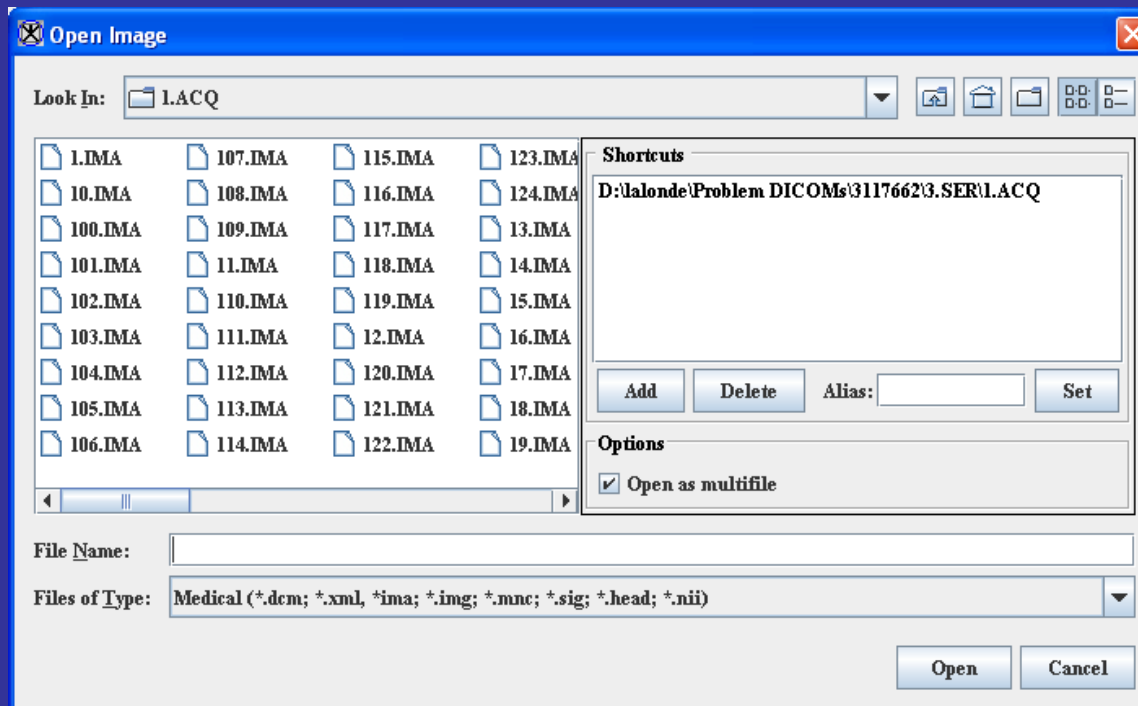 Open Image
Look In: 1.ACQ
1.IMA 107.IMA 115.IMA 123.IMA
10.IMA 108.IMA 116.IMA 124.IMA
100.IMA 109.IMA 117.IMA 13.IMA
101.IMA 11.IMA 118.IMA 14.IMA
102.IMA 110.IMA 119.IMA 15.IMA
103.IMA 111.IMA 12.IMA 16.IMA
104.IMA 112.IMA 120.IMA 17.IMA
105.IMA 113.IMA 121.IMA 18.IMA
106.IMA 114.IMA 122.IMA 19.IMA
Shortcuts
D:\lalonde\Problem DICOMs\3117662\3.SER\1.ACQ
Add Delete Alias: Set
Options
Open as multifile
File Name:
Files of Type: Medical (*.dcm; *.xml, *ima; *.img; *.mnc; *.sig; *.head; *.nii)
Open Cancel